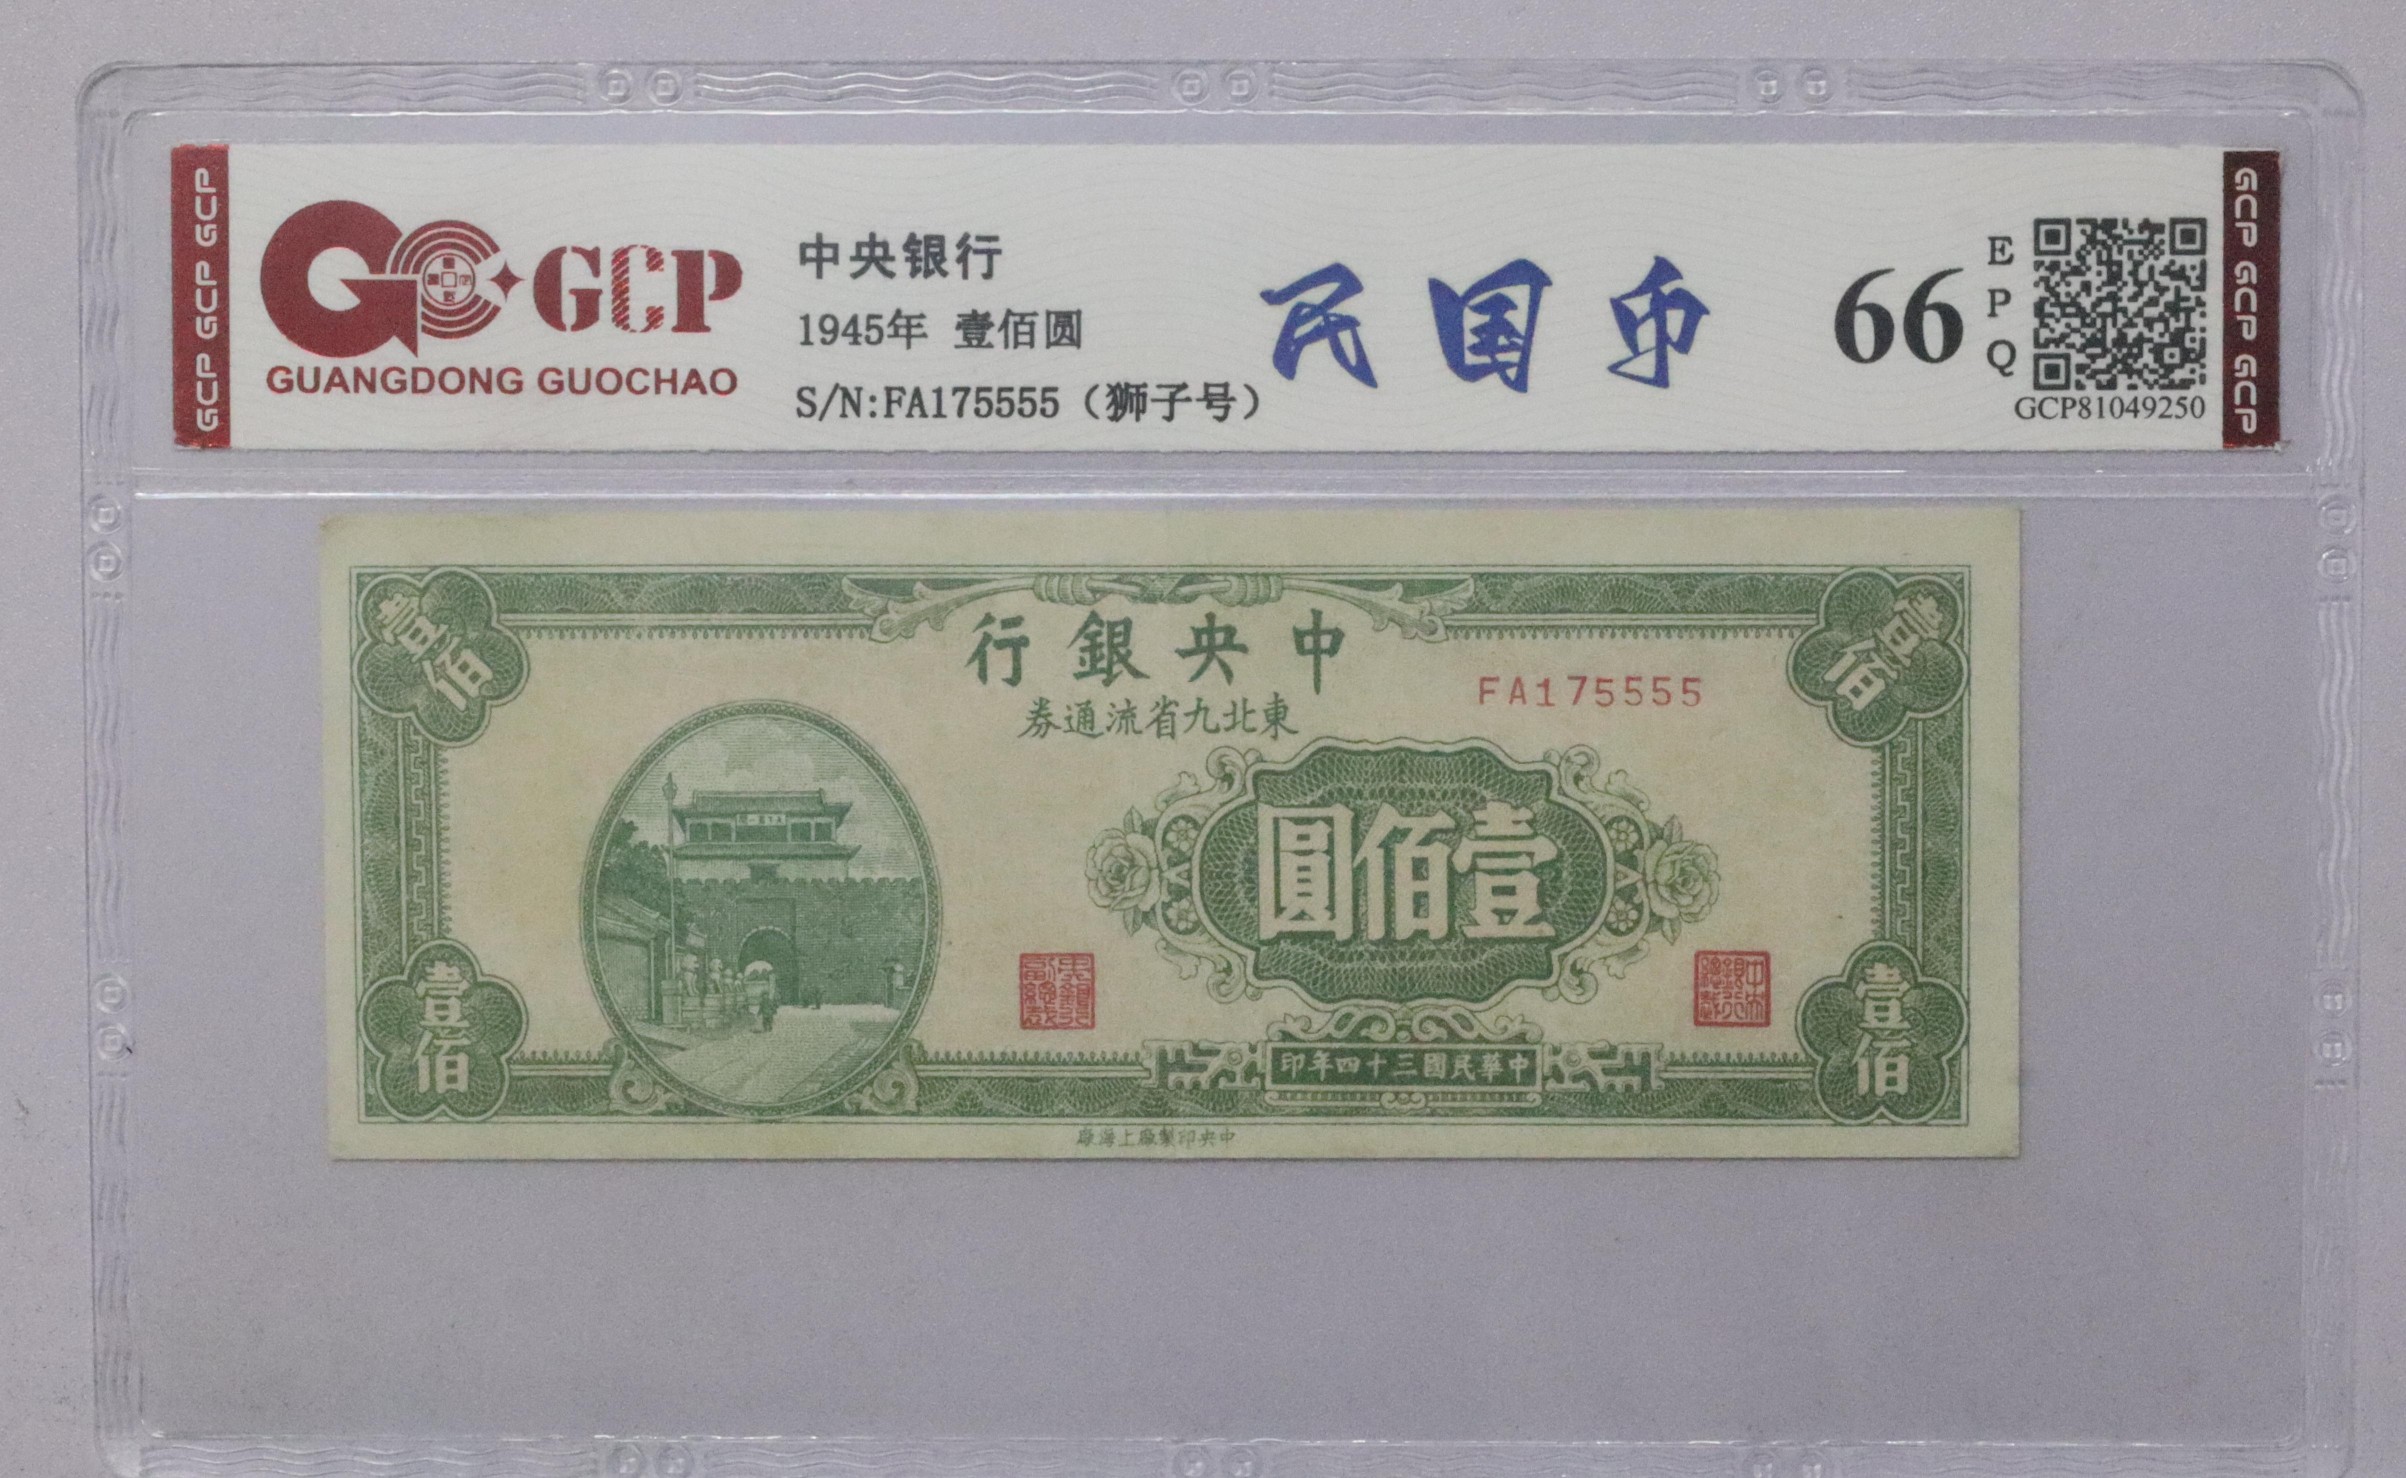 GCP GCP GCP
GCP
GUANGDONG GUOCHAO
中央银行
1945年 壹佰圆
S/N:FA175555（狮子号）
民国币
66
EPQ
GCP81049250
GCP GCP GCP
壹佰
壹佰
行銀央中
券通流省九北東
FA175555
圓佰壹
壹佰
壹佰
印年四十三國民華中
廠海上廠製印央中